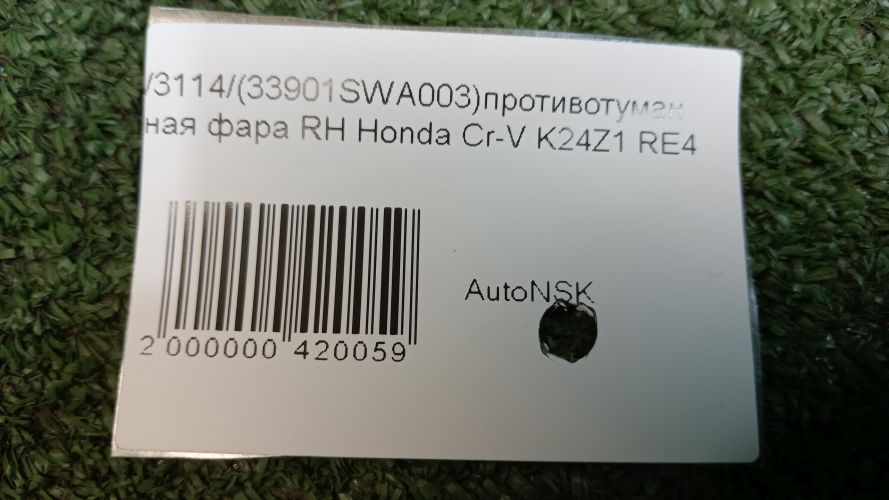 /3114/(33901SWA003)противотуман
ная фара RH Honda Cr-V K24Z1 RE4
AutoNSK
2 000000 420059